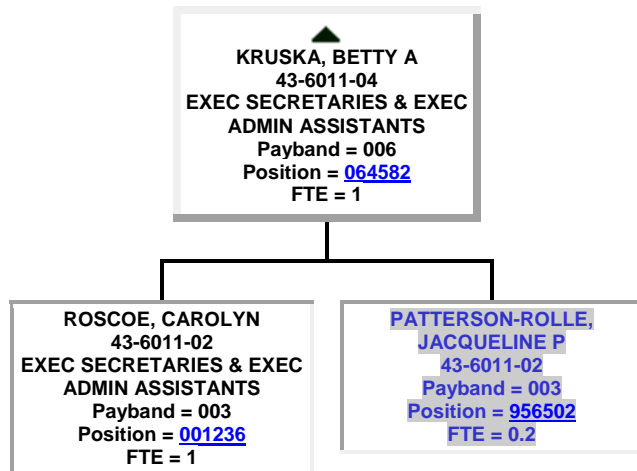 KRUSKA, BETTY A
43-6011-04
EXEC SECRETARIES & EXEC
ADMIN ASSISTANTS
Payband = 006
Position = 064582
FTE = 1
ROSCOE, CAROLYN
43-6011-02
EXEC SECRETARIES & EXEC
ADMIN ASSISTANTS
Payband = 003
Position = 001236
FTE = 1
PATTERSON-ROLLE,
JACQUELINE P
43-6011-02
Payband = 003
Position = 956502
FTE = 0.2